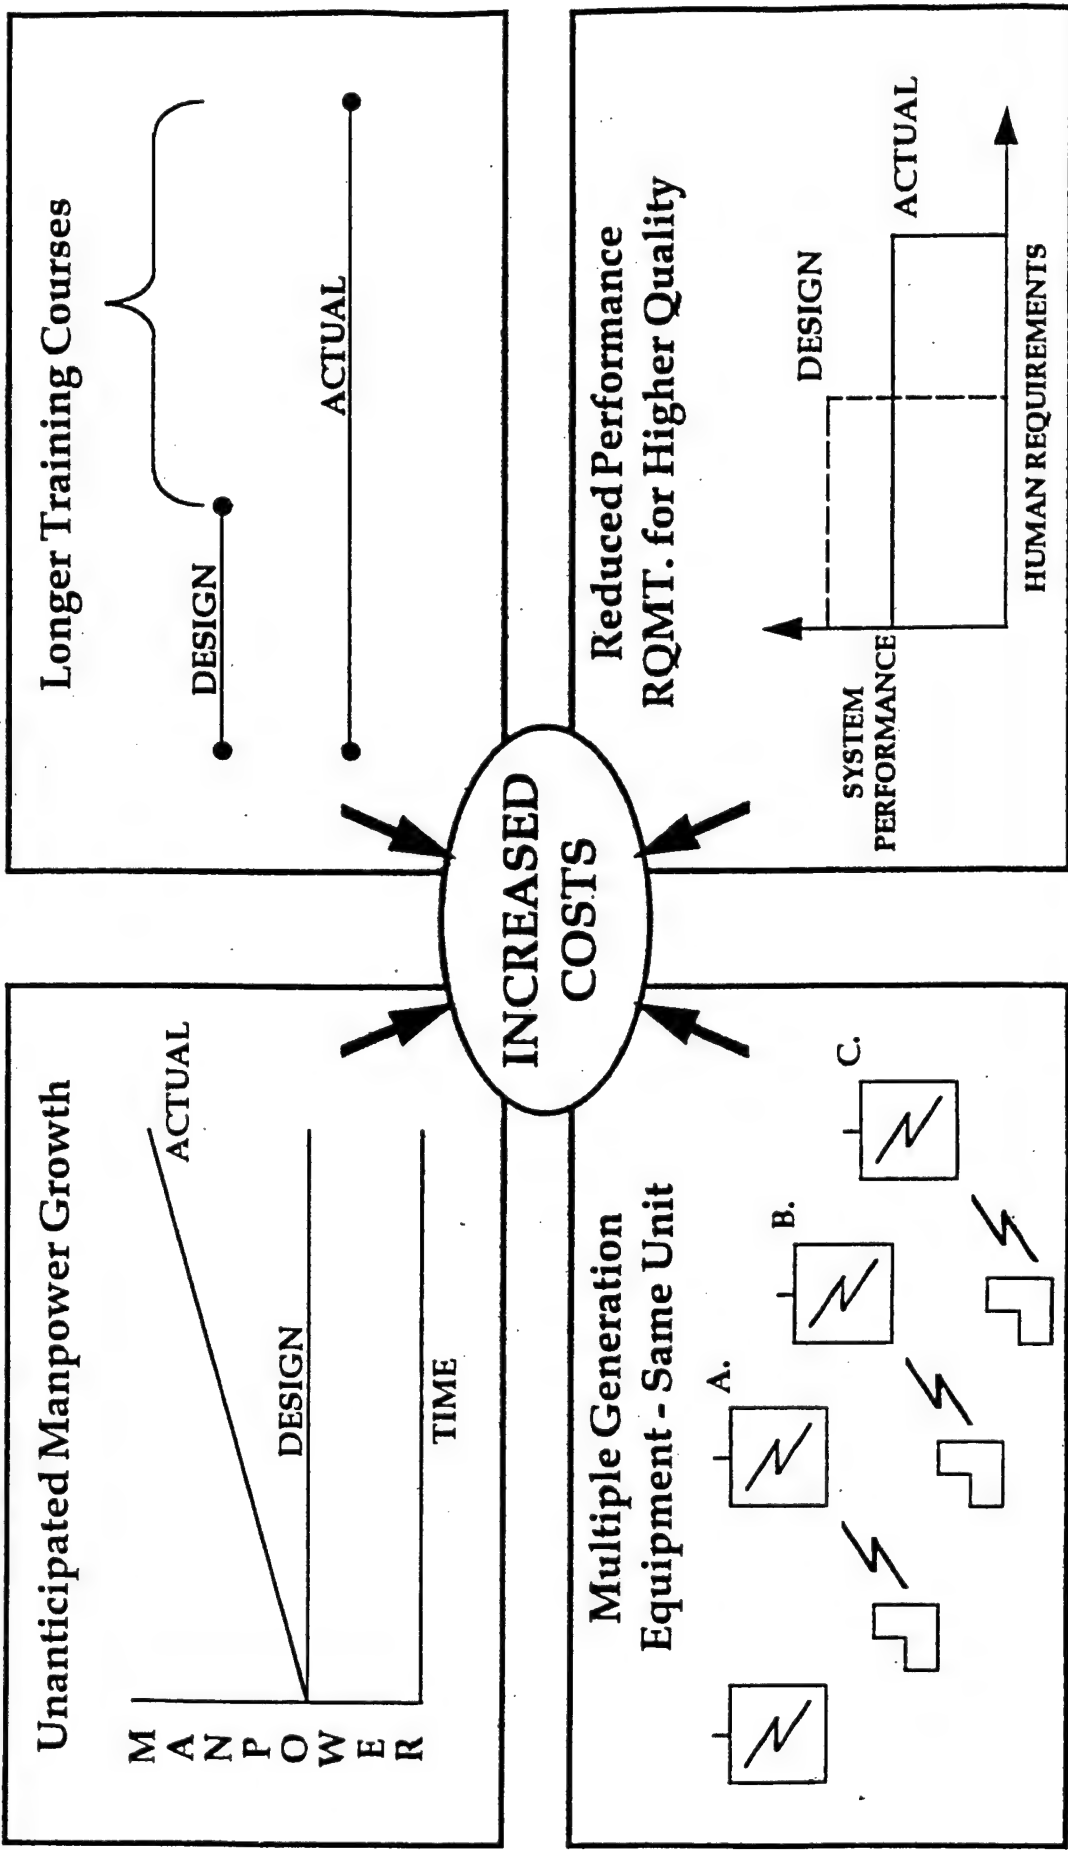 Unanticipated Manpower Growth
M
A
N
P
O
W
E
R
ACTUAL
DESIGN
TIME
Longer Training Courses
DESIGN
ACTUAL
INCREASED
COSTS
Multiple Generation
Equipment - Same Unit
A.
B.
C.
Reduced Performance
RQMT. for Higher Quality
SYSTEM
PERFORMANCE
DESIGN
ACTUAL
HUMAN REQUIREMENTS